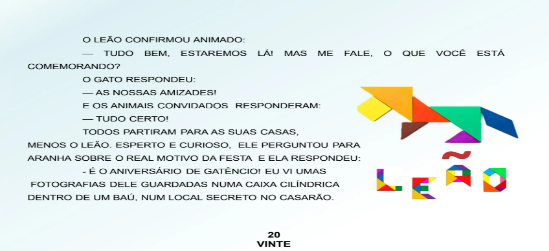 O LEÃO CONFIRMOU ANIMADO:
— TUDO BEM, ESTAREMOS LÁ! MAS ME FALE, O QUE VOCÊ ESTÁ
COMEMORANDO?
O GATO RESPONDEU:
— AS NOSSAS AMIZADES!
E OS ANIMAIS CONVIDADOS RESPONDERAM:
— TUDO CERTO!
TODOS PARTIRAM PARA AS SUAS CASAS,
MENOS O LEÃO. ESPERTO E CURIOSO, ELE PERGUNTOU PARA
ARANHA SOBRE O REAL MOTIVO DA FESTA E ELA RESPONDEU:
- É O ANIVERSÁRIO DE GATÊNCIO! EU VI UMAS
FOTOGRAFIAS DELE GUARDADAS NUMA CAIXA CILÍNDRICA
DENTRO DE UM BAÚ, NUM LOCAL SECRETO NO CASARÃO.
LEÃO
20
VINTE